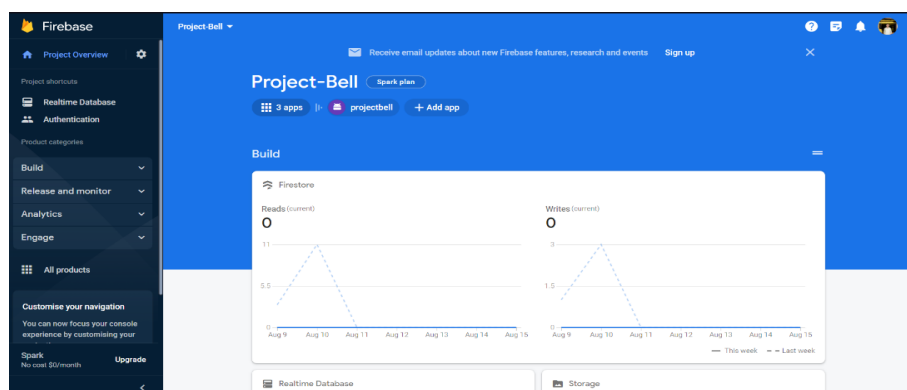 Firebase
Project Overview
Project shortcuts
Realtime Database
Authentication
Product categories
Build
Release and monitor
Analytics
Engage
All products
Customise your navigation
You can now focus your console
experience by customising your
Spark
No cost $0/month
Upgrade
Project-Bell
Receive email updates about new Firebase features, research and events Sign up
Project-Bell Spark plan
3 apps projectbell + Add app
Build
Firestore
Reads (current)
0
11
5.5
0
Aug 9 Aug 10 Aug 11 Aug 12 Aug 13 Aug 14 Aug 15
Writes (current)
0
3
1.5
0
Aug 9 Aug 10 Aug 11 Aug 12 Aug 13 Aug 14 Aug 15
This week Last week
Realtime Database
Storage